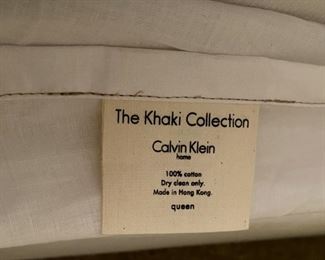 The Khaki Collection
Calvin Klein
home
100% cotton
Dry clean only.
Made in Hong Kong.
queen